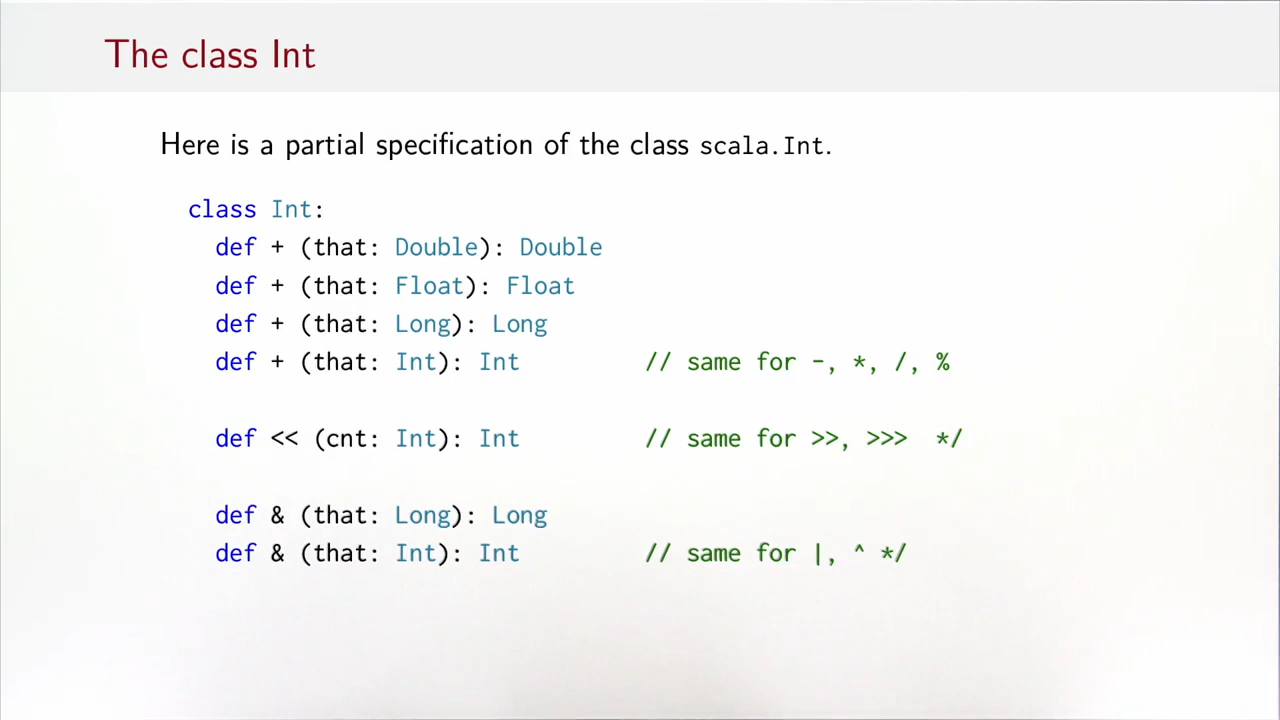 The class Int
Here is a partial specification of the class scala.Int.
class Int:
def + (that: Double): Double
def + (that: Float): Float
def + (that: Long): Long
def + (that: Int): Int // same for -, *, /, %
def << (cnt: Int): Int // same for >>, >>> */
def & (that: Long): Long
def & (that: Int): Int // same for |, ^ */